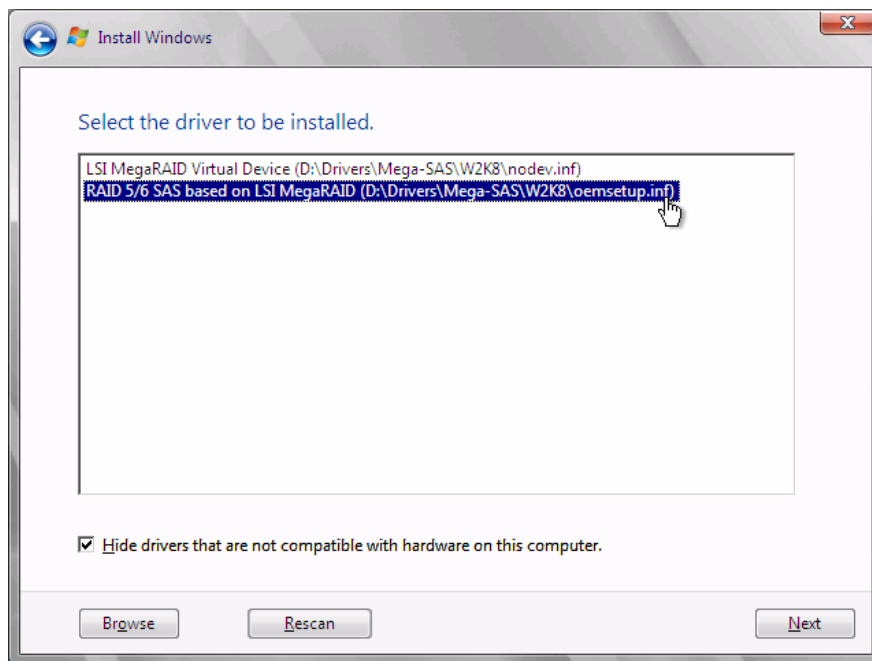 Install Windows
Select the driver to be installed.
LSI MegaRAID Virtual Device (D:\Drivers\Mega-SAS\W2K8\nodev.inf)
RAID 5/6 SAS based on LSI MegaRAID (D:\Drivers\Mega-SAS\W2K8\oemsetup.inf)
Hide drivers that are not compatible with hardware on this computer.
Browse Rescan Next